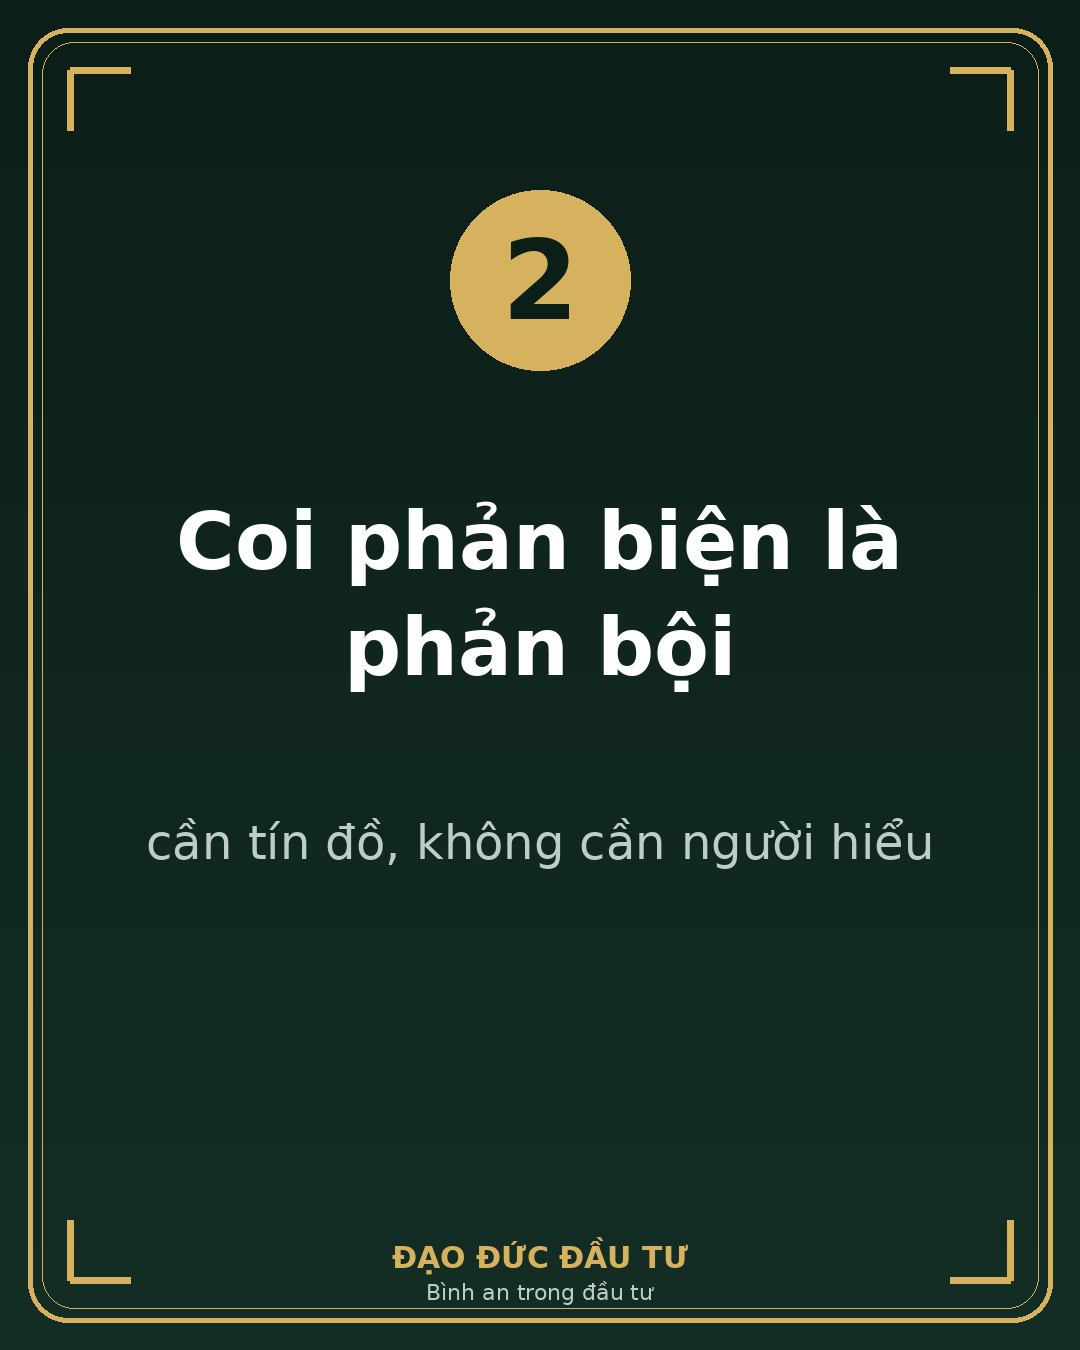 2
Coi phản biện là
phản bội
cần tín đồ, không cần người hiểu
ĐẠO ĐỨC ĐẦU TƯ
Bình an trong đầu tư